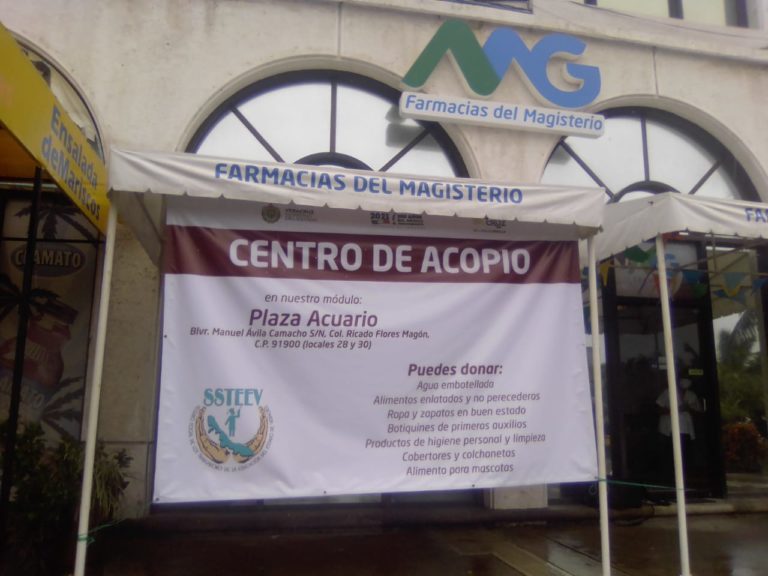 MG
Farmacias del Magisterio
FARMACIAS DEL MAGISTERIO
FA
Ensalada
de Mariscos
CLAMATO
VERACRUZ
2021
CENTRO DE ACOPIO
en nuestro módulo:
Plaza Acuario
Blvr. Manuel Ávila Camacho S/N, Col. Ricado Flores Magón,
C.P. 91900 (locales 28 y 30)
Puedes donar:
Agua embotellada
Alimentos enlatados y no perecederas
Ropa y zapatos en buen estado
Botiquines de primeros auxilios
Productos de higiene personal y limpieza
Cobertores y colchonetas
Alimento para mascotas
SSTEEV